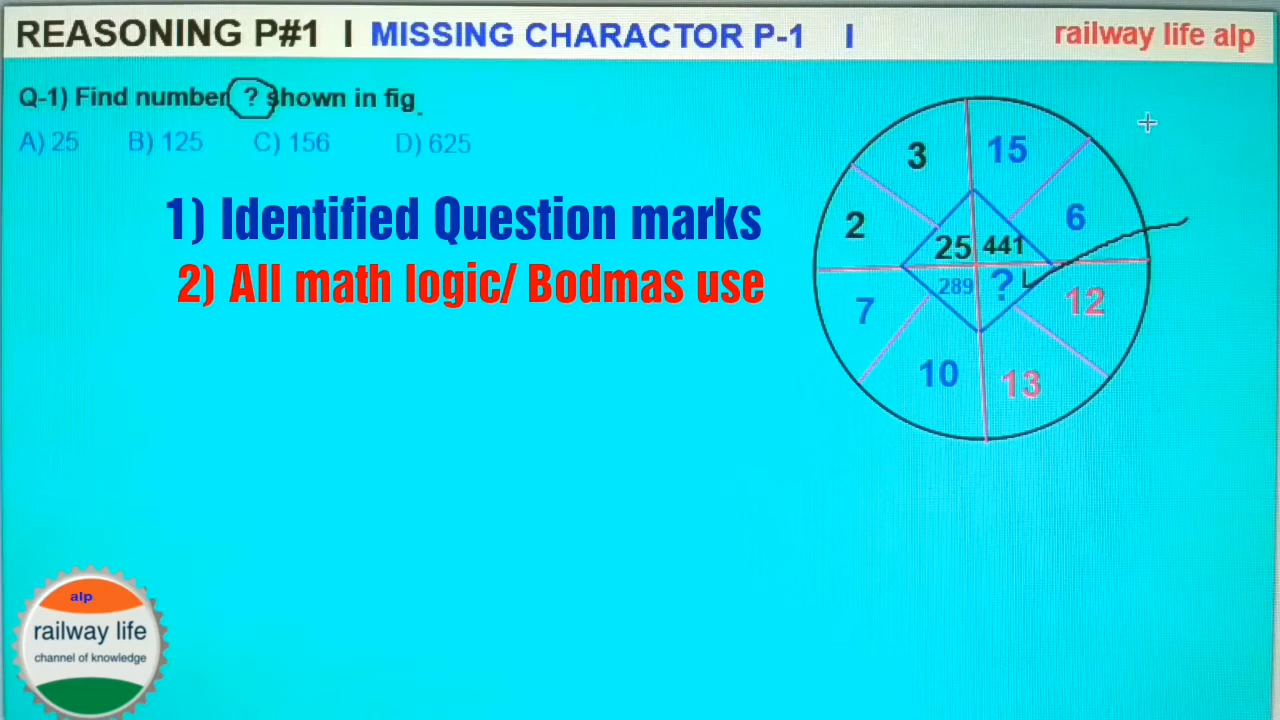 REASONING P#1 I MISSING CHARACTOR P-1 I railway life alp
Q-1) Find number ? shown in fig.
A) 25 B) 125 C) 156 D) 625
1) Identified Question marks
2) All math logic/ Bodmas use
3 15
2 6
25 441
289 ?
7 12
10 13
alp
railway life
channel of knowledge